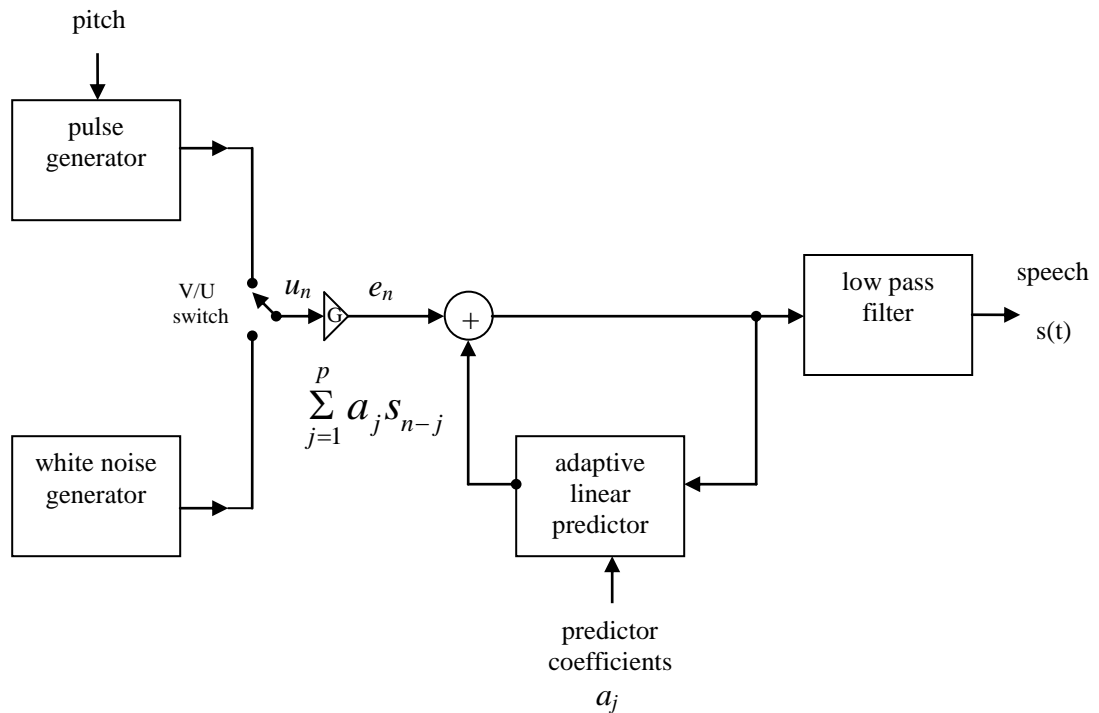 pitch
pulse
generator
V/U
switch
u_n
G
e_n
+
\sum_{j=1}^{p} a_j s_{n-j}
low pass
filter
speech
s(t)
white noise
generator
adaptive
linear
predictor
predictor
coefficients
a_j